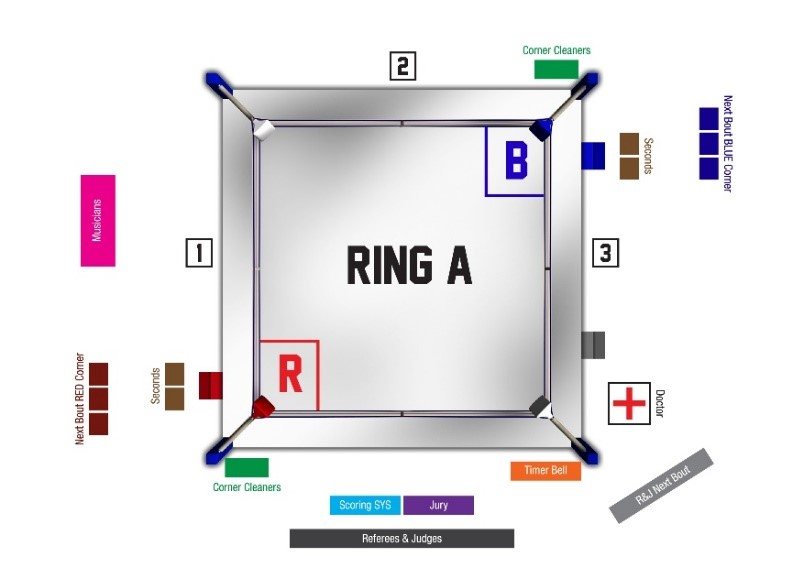 Corner Cleaners
2
Next Bout BLUE Corner
Seconds
B
Musicians
1
RING A
3
Next Bout RED Corner
Seconds
R
Doctor
Corner Cleaners
Timer Bell
R&J Next Bout
Scoring SYS
Jury
Referees & Judges